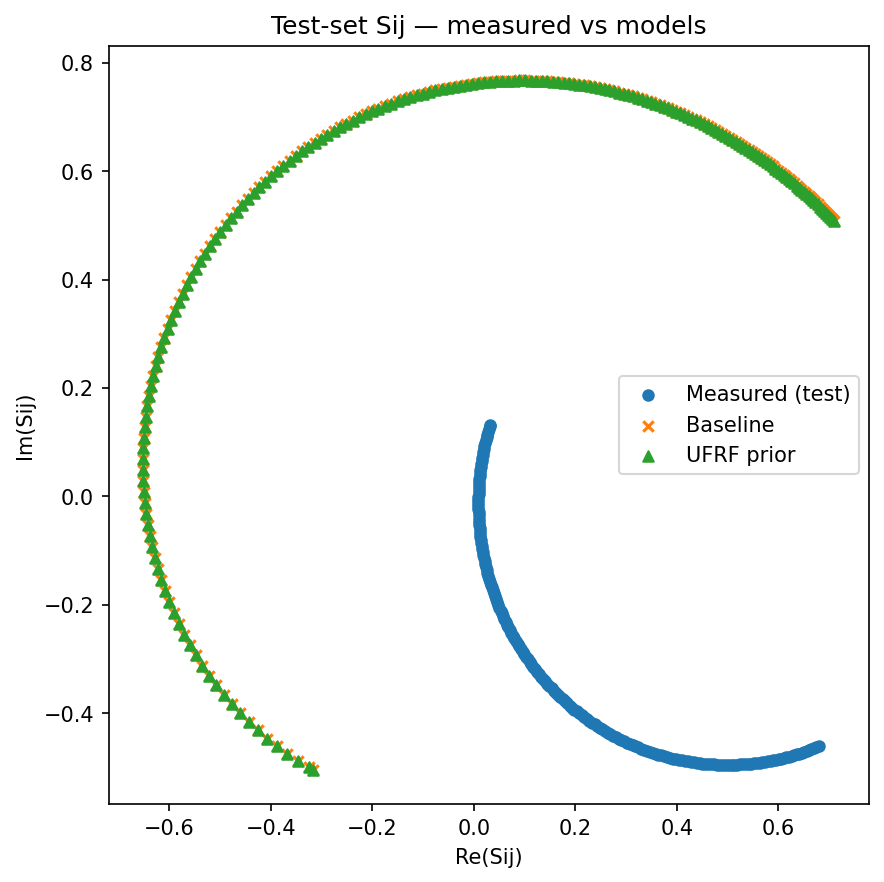 Test-set Sij — measured vs models
0.8
0.6
0.4
0.2
0.0
−0.2
−0.4
Im(Sij)
Measured (test)
Baseline
UFRF prior
−0.6 −0.4 −0.2 0.0 0.2 0.4 0.6
Re(Sij)